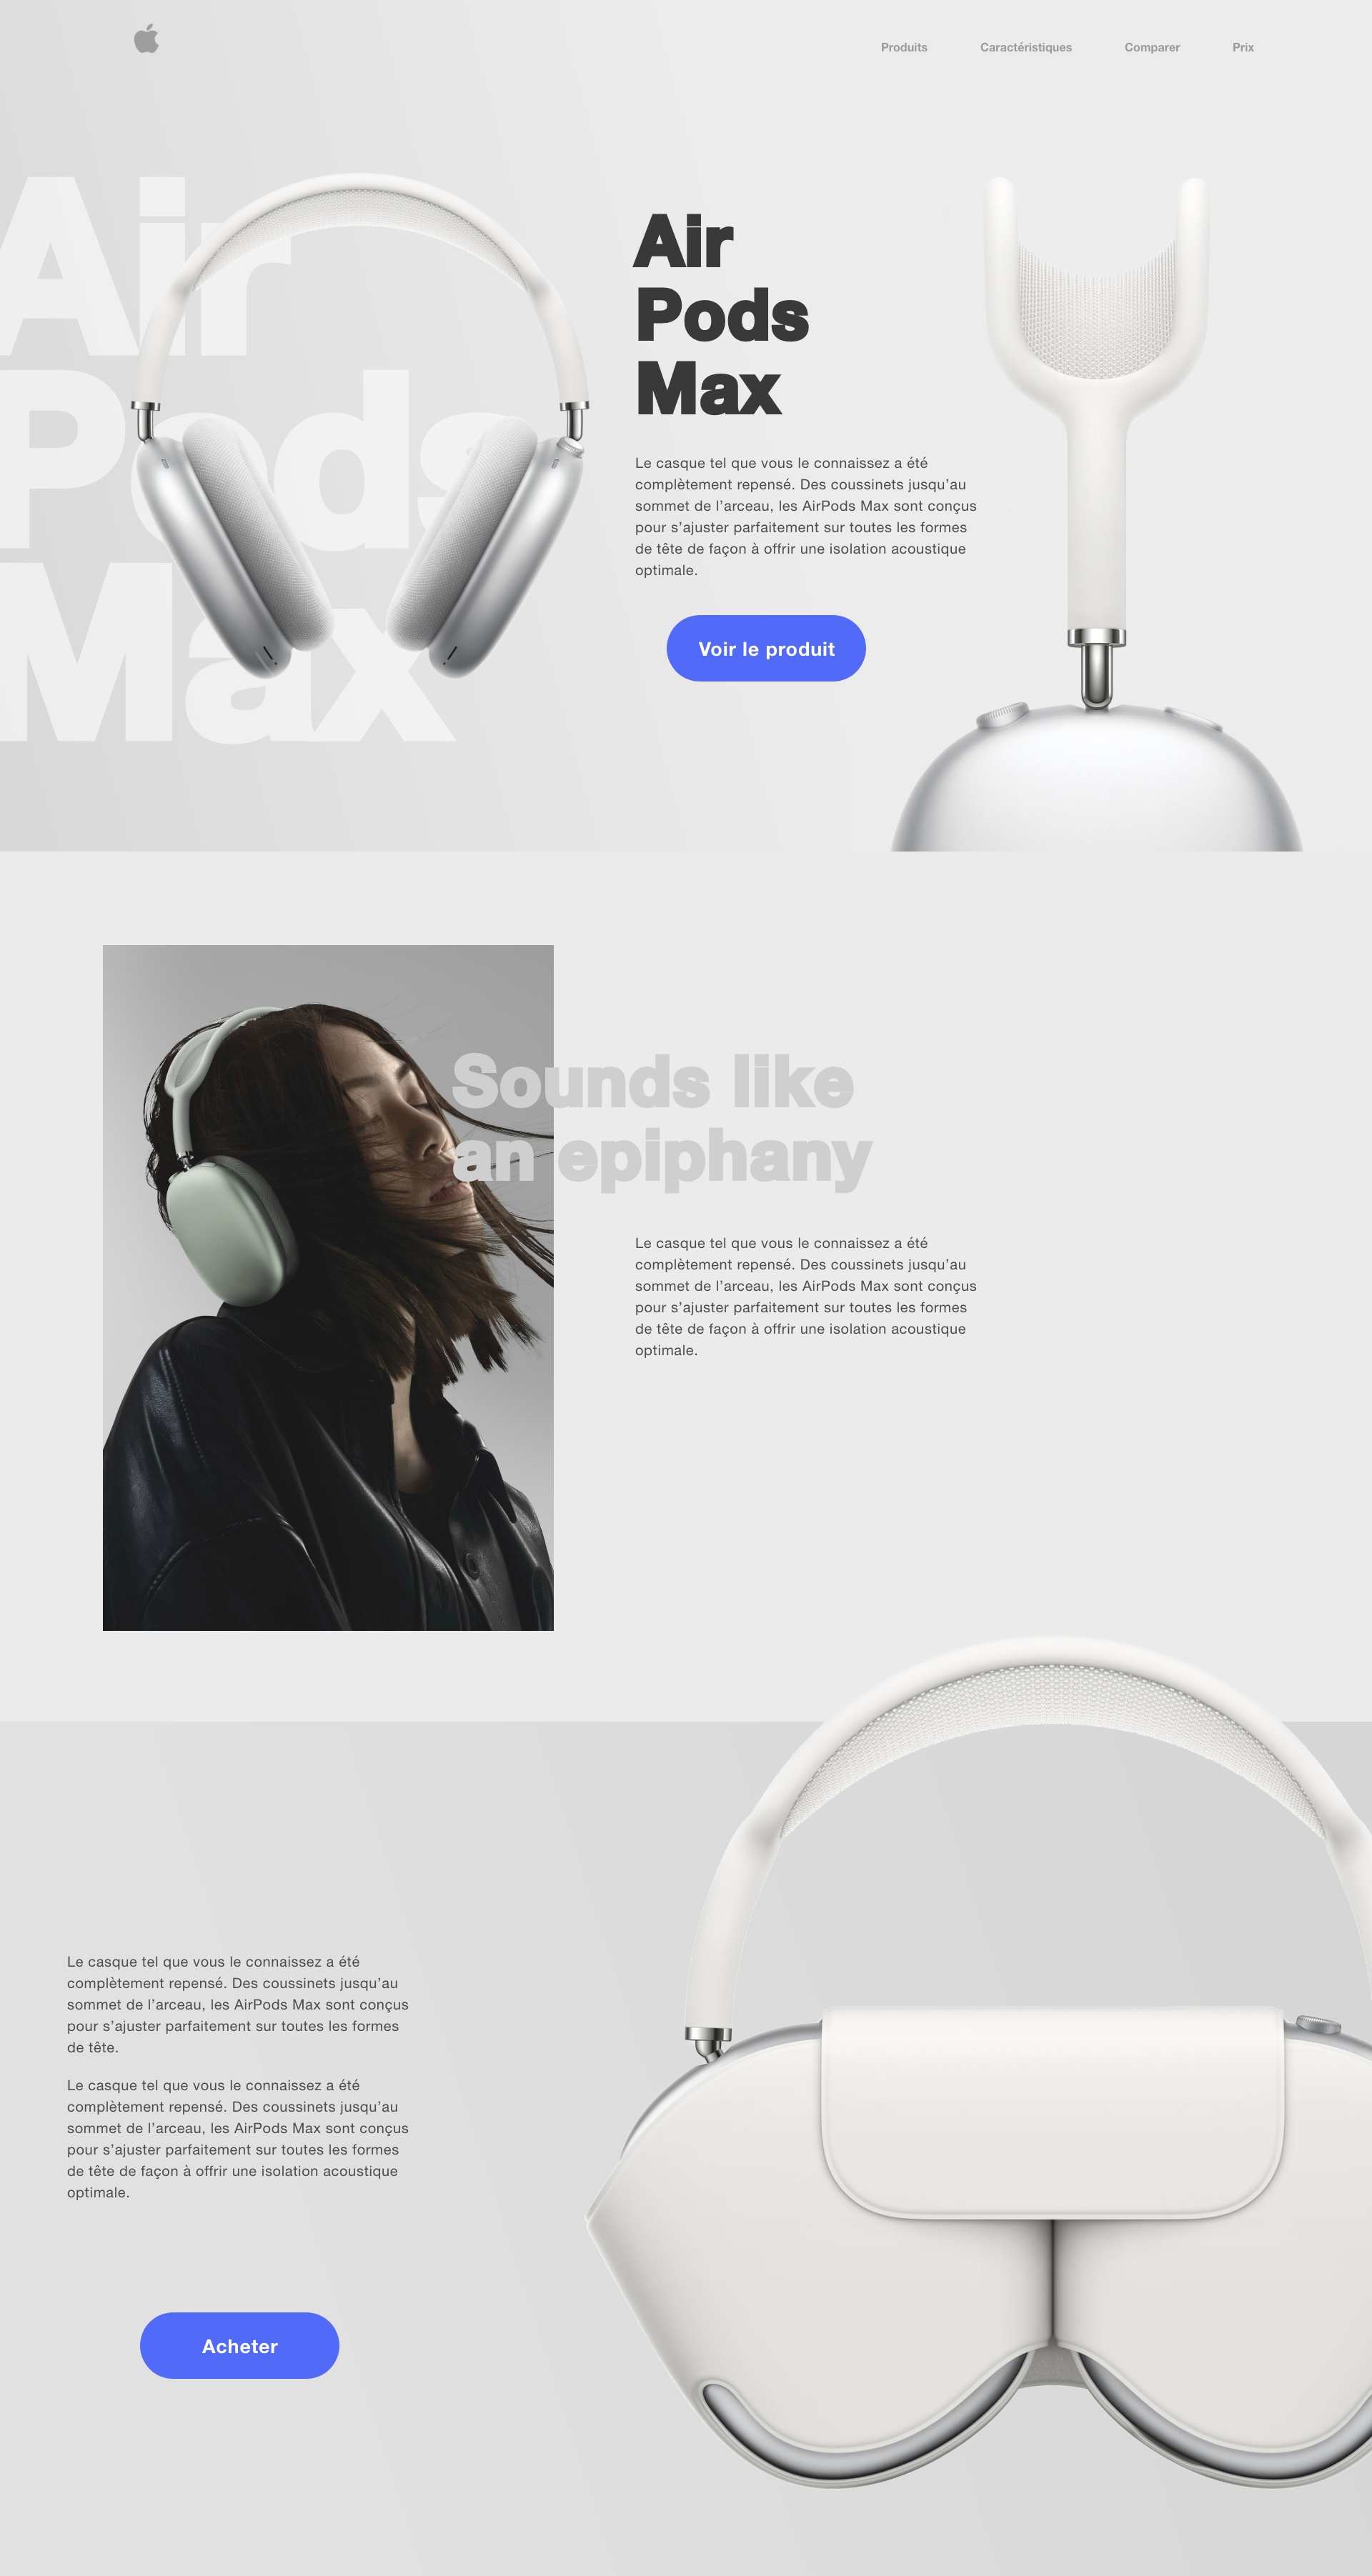 Produits
Caractéristiques
Comparer
Prix
Air
Pods
Max
Air
Pods
Max
Le casque tel que vous le connaissez a été
complètement repensé. Des coussinets jusqu’au
sommet de l’arceau, les AirPods Max sont conçus
pour s’ajuster parfaitement sur toutes les formes
de tête de façon à offrir une isolation acoustique
optimale.
Voir le produit
Sounds like
an epiphany
Le casque tel que vous le connaissez a été
complètement repensé. Des coussinets jusqu’au
sommet de l’arceau, les AirPods Max sont conçus
pour s’ajuster parfaitement sur toutes les formes
de tête de façon à offrir une isolation acoustique
optimale.
Le casque tel que vous le connaissez a été
complètement repensé. Des coussinets jusqu’au
sommet de l’arceau, les AirPods Max sont conçus
pour s’ajuster parfaitement sur toutes les formes
de tête.
Le casque tel que vous le connaissez a été
complètement repensé. Des coussinets jusqu’au
sommet de l’arceau, les AirPods Max sont conçus
pour s’ajuster parfaitement sur toutes les formes
de tête de façon à offrir une isolation acoustique
optimale.
Acheter